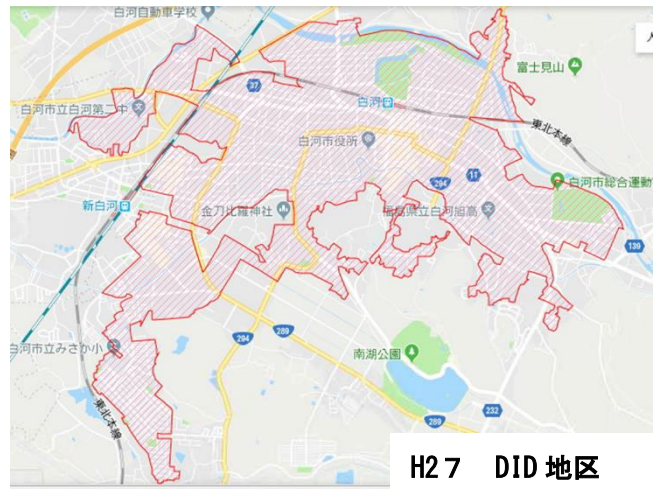 白河自動車学校
富士見山
白河市立白河第二中
37
白河
東北本線
白河市役所
11
294
白河市総合運動
新白河
金刀比羅神社
福島県立白河旭高
139
294
289
白河市立みさか小
南湖公園
東北本線
232
289
H27 DID地区